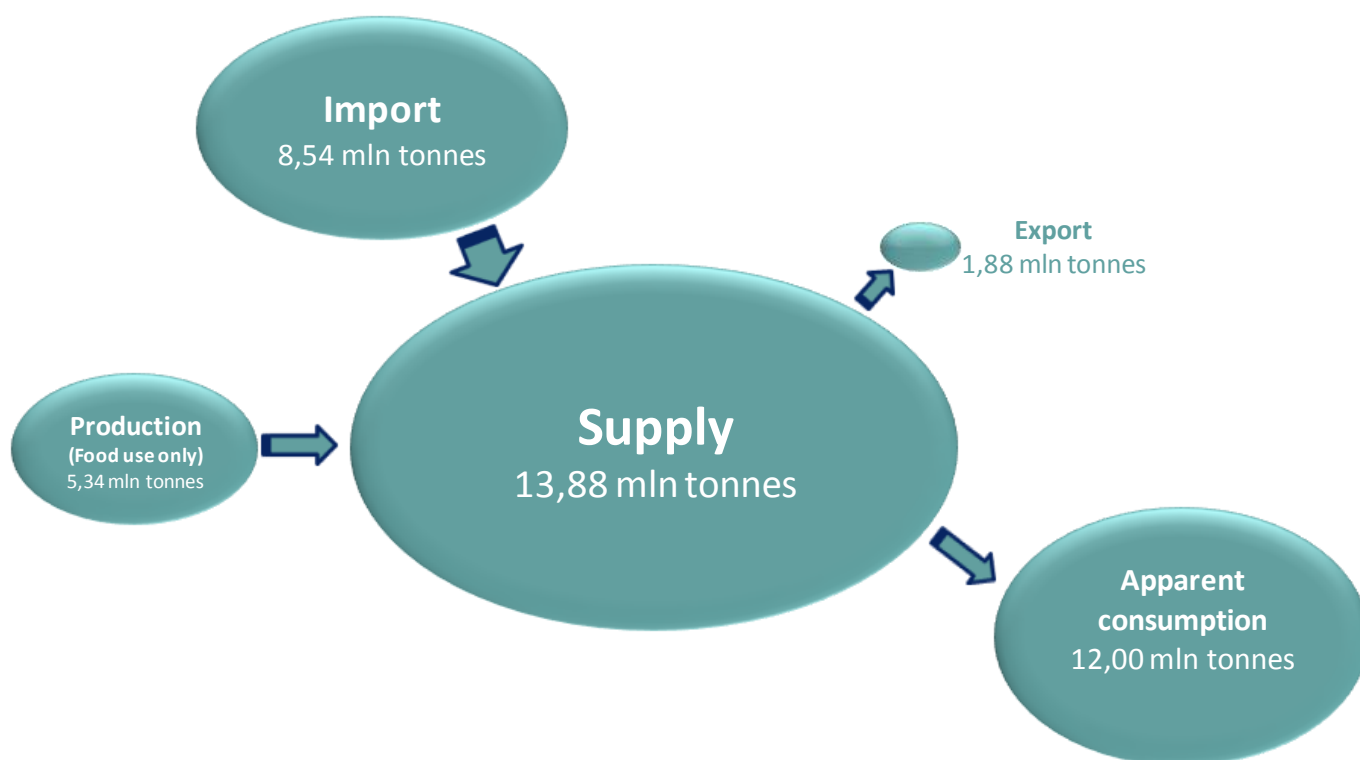 Import
8,54 mln tonnes
Export
1,88 mln tonnes
Production
(Food use only)
5,34 mln tonnes
Supply
13,88 mln tonnes
Apparent
consumption
12,00 mln tonnes